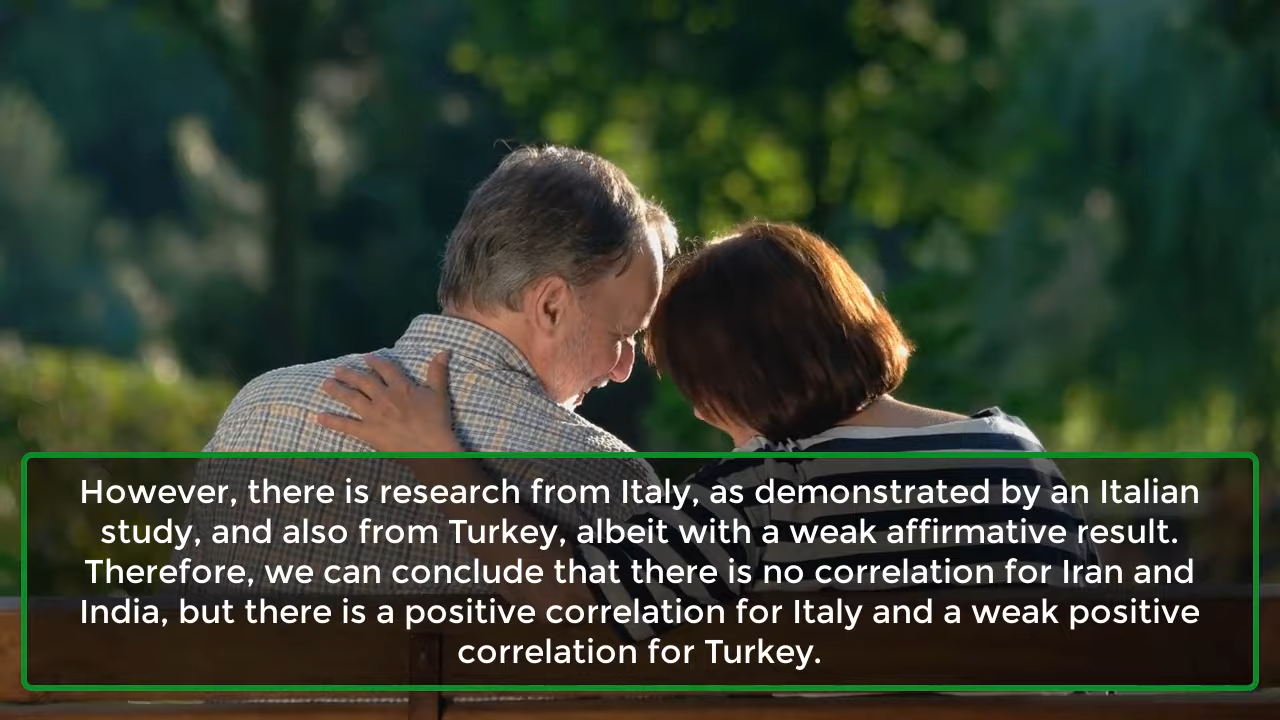 However, there is research from Italy, as demonstrated by an Italian
study, and also from Turkey, albeit with a weak affirmative result.
Therefore, we can conclude that there is no correlation for Iran and
India, but there is a positive correlation for Italy and a weak positive
correlation for Turkey.